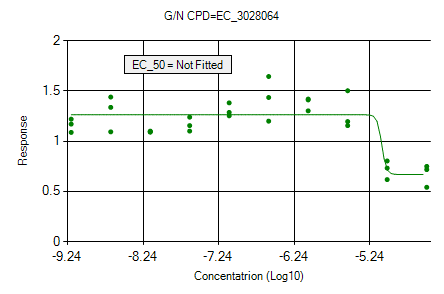 G/N CPD=EC_3028064
EC_50 = Not Fitted
2
1.5
1
0.5
0
Response
-9.24 -8.24 -7.24 -6.24 -5.24
Concentatrion (Log10)